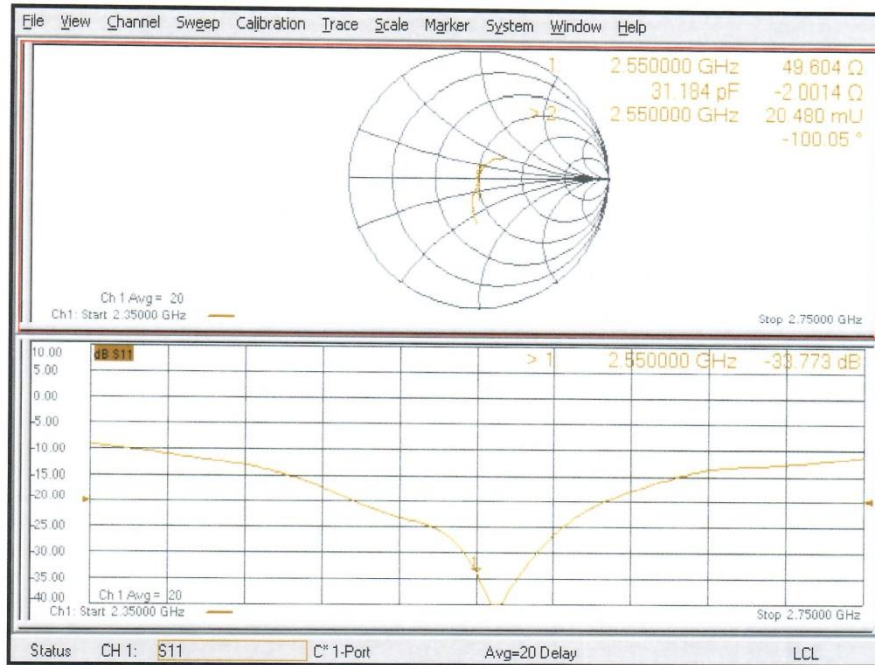 File View Channel Sweep Calibration Trace Scale Marker System Window Help
1 2.550000 GHz 49.604 Ω
31.184 pF -2.0014 Ω
> 2 2.550000 GHz 20.480 mU
-100.05 °
Ch 1 Avg = 20
Ch1: Start 2.35000 GHz
Stop 2.75000 GHz
10.00
dB S11
> 1 2.550000 GHz -33.773 dB
5.00
0.00
-5.00
-10.00
-15.00
-20.00
-25.00
-30.00
1
-35.00
-40.00
Ch 1 Avg = 20
Ch1: Start 2.35000 GHz
Stop 2.75000 GHz
Status CH 1: S11 C* 1-Port Avg=20 Delay LCL